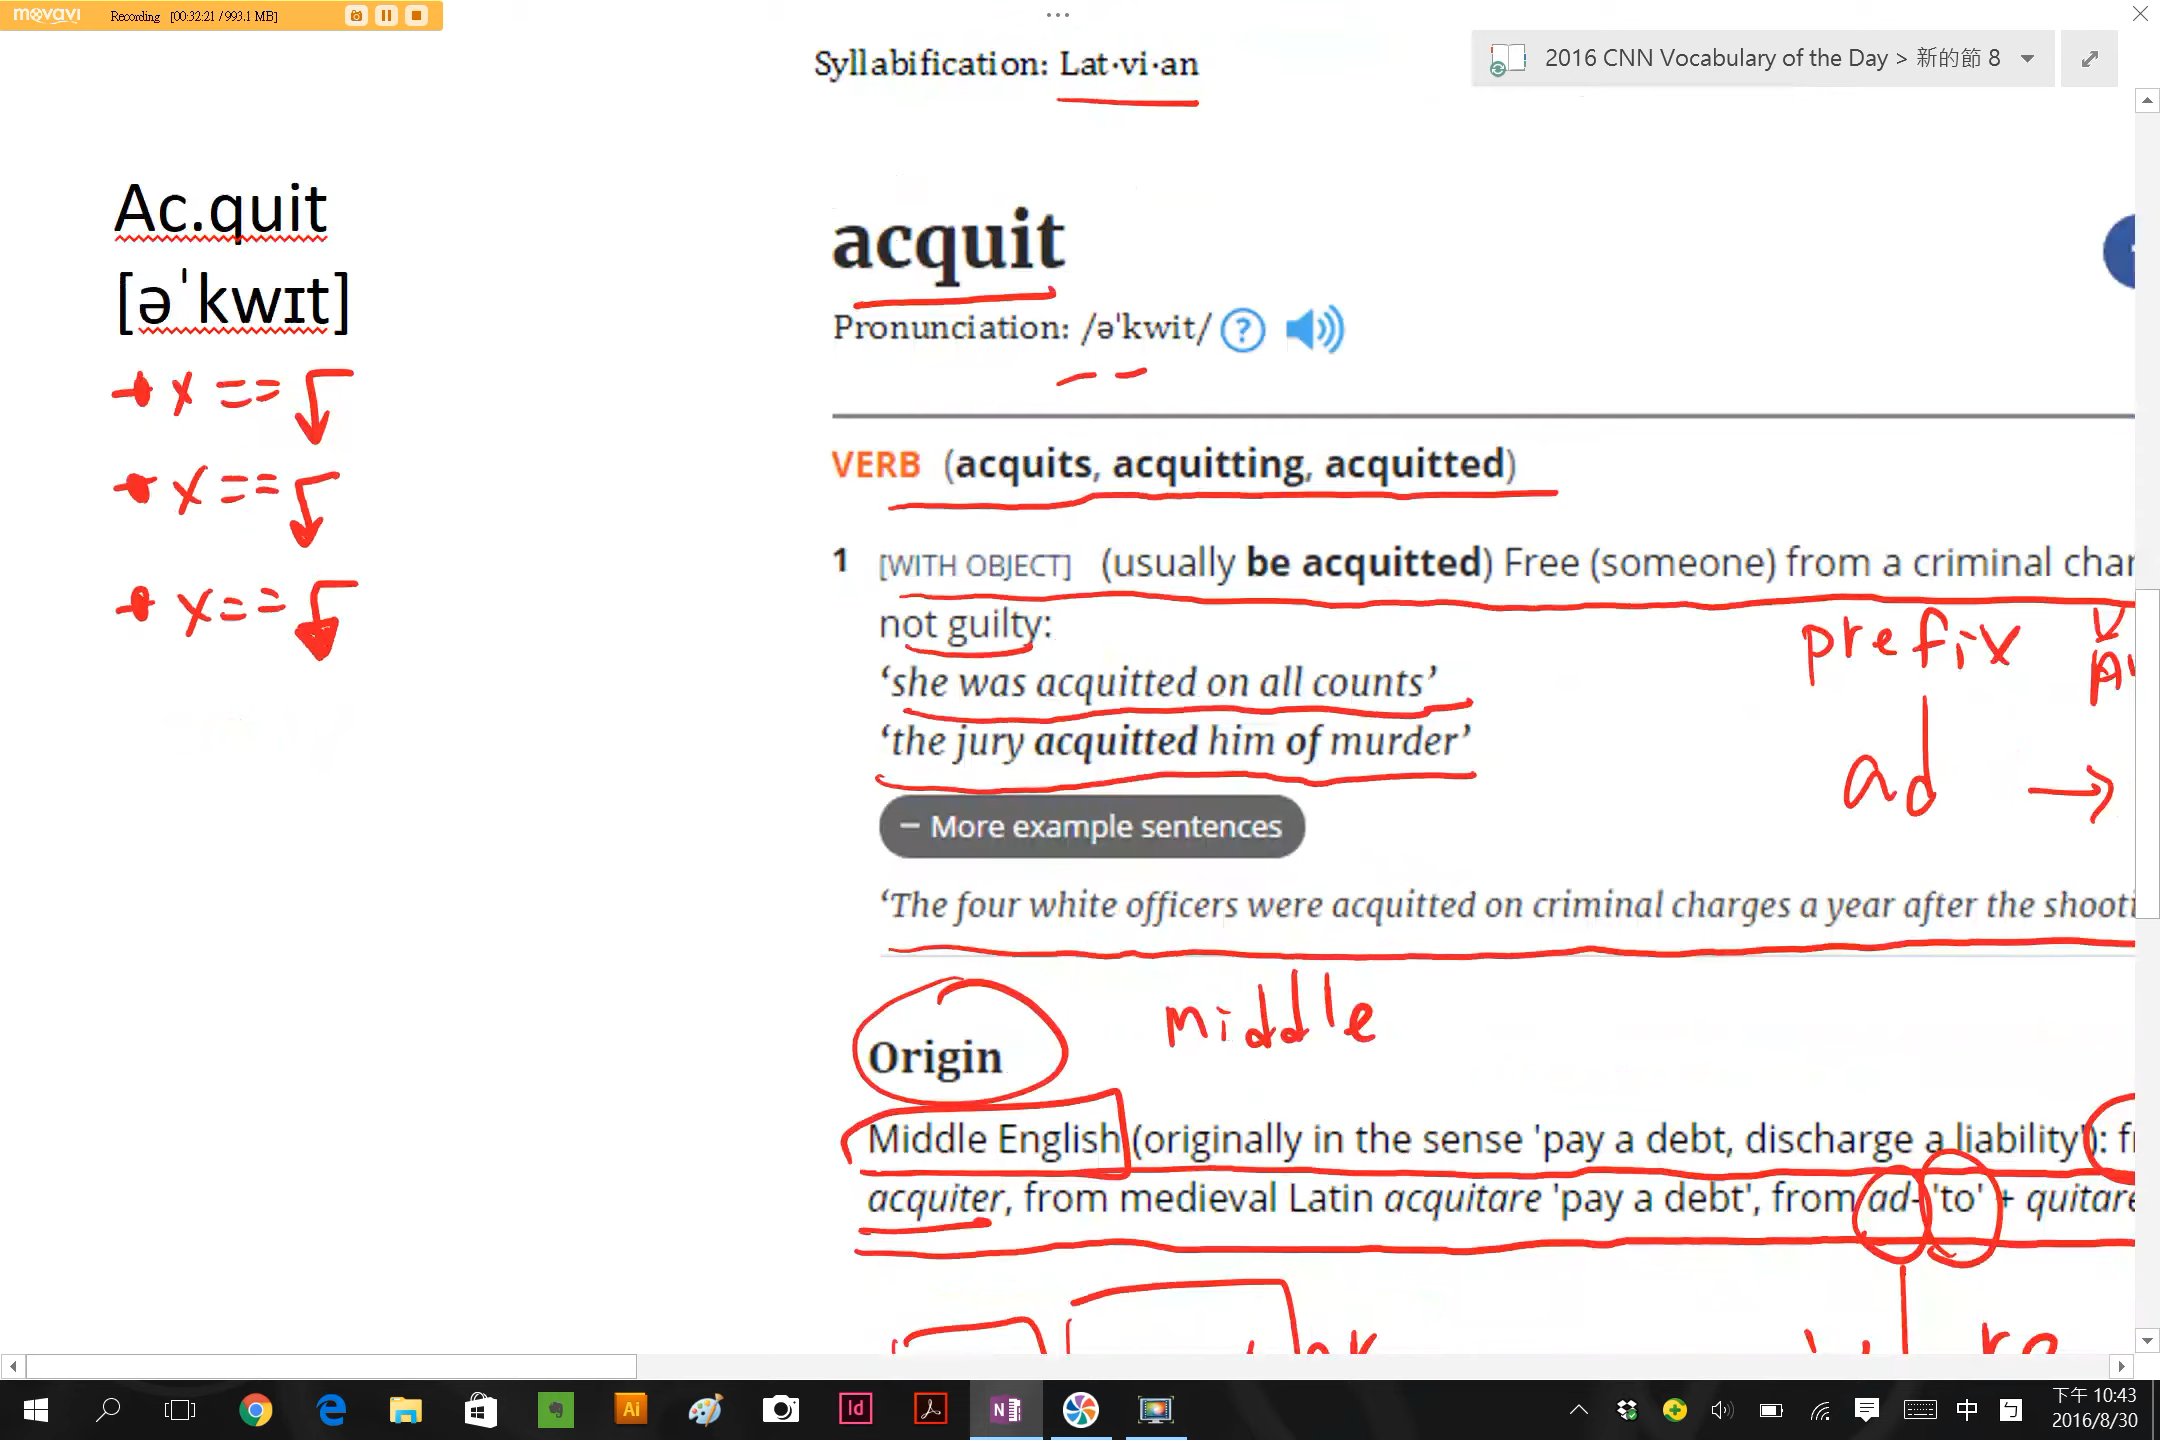 movavi Recording [00:32:21 / 993.1 MB]
Syllabification: Lat·vi·an
2016 CNN Vocabulary of the Day > 新的節 8
Ac.quit
[əˈkwɪt]
x ==
x ==
x ==
acquit
Pronunciation: /əˈkwit/
VERB (acquits, acquitting, acquitted)
1 [WITH OBJECT] (usually be acquitted) Free (someone) from a criminal
not guilty:
prefix
‘she was acquitted on all counts’
‘the jury acquitted him of murder’
ad →
– More example sentences
‘The four white officers were acquitted on criminal charges a year after the
middle
Origin
Middle English (originally in the sense 'pay a debt, discharge a liability'):
acquiter, from medieval Latin acquitare 'pay a debt', from ad- 'to' + quitare
中
下午 10:43
2016/8/30